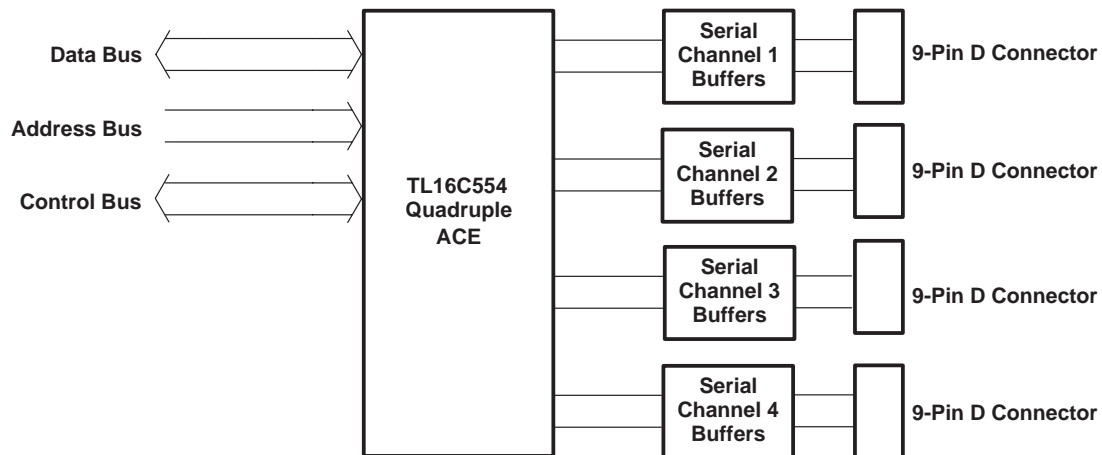 Data Bus
Address Bus
Control Bus
TL16C554
Quadruple
ACE
Serial
Channel 1
Buffers
9-Pin D Connector
Serial
Channel 2
Buffers
9-Pin D Connector
Serial
Channel 3
Buffers
9-Pin D Connector
Serial
Channel 4
Buffers
9-Pin D Connector